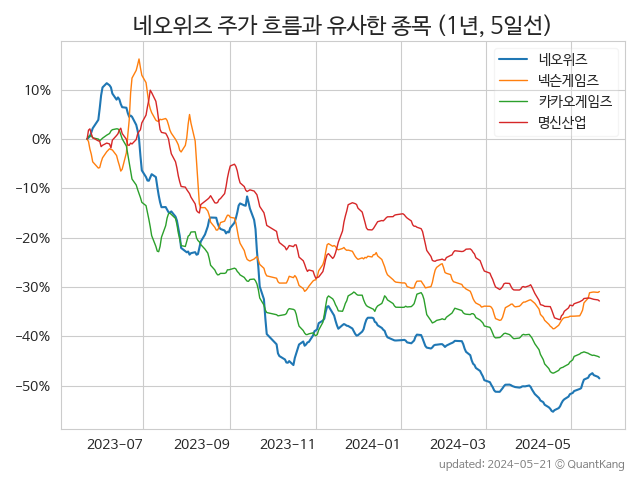 네오위즈 주가 흐름과 유사한 종목 (1년, 5일선)
네오위즈
넥슨게임즈
카카오게임즈
명신산업
10%
0%
−10%
−20%
−30%
−40%
−50%
2023-07
2023-09
2023-11
2024-01
2024-03
2024-05
updated: 2024-05-21 © QuantKang